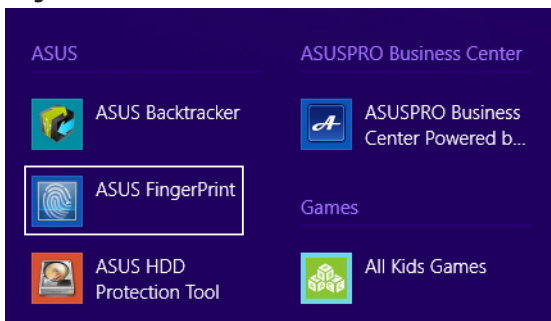 ASUS
ASUS Backtracker
ASUS FingerPrint
ASUS HDD
Protection Tool
ASUSPRO Business Center
ASUSPRO Business
Center Powered b...
Games
All Kids Games